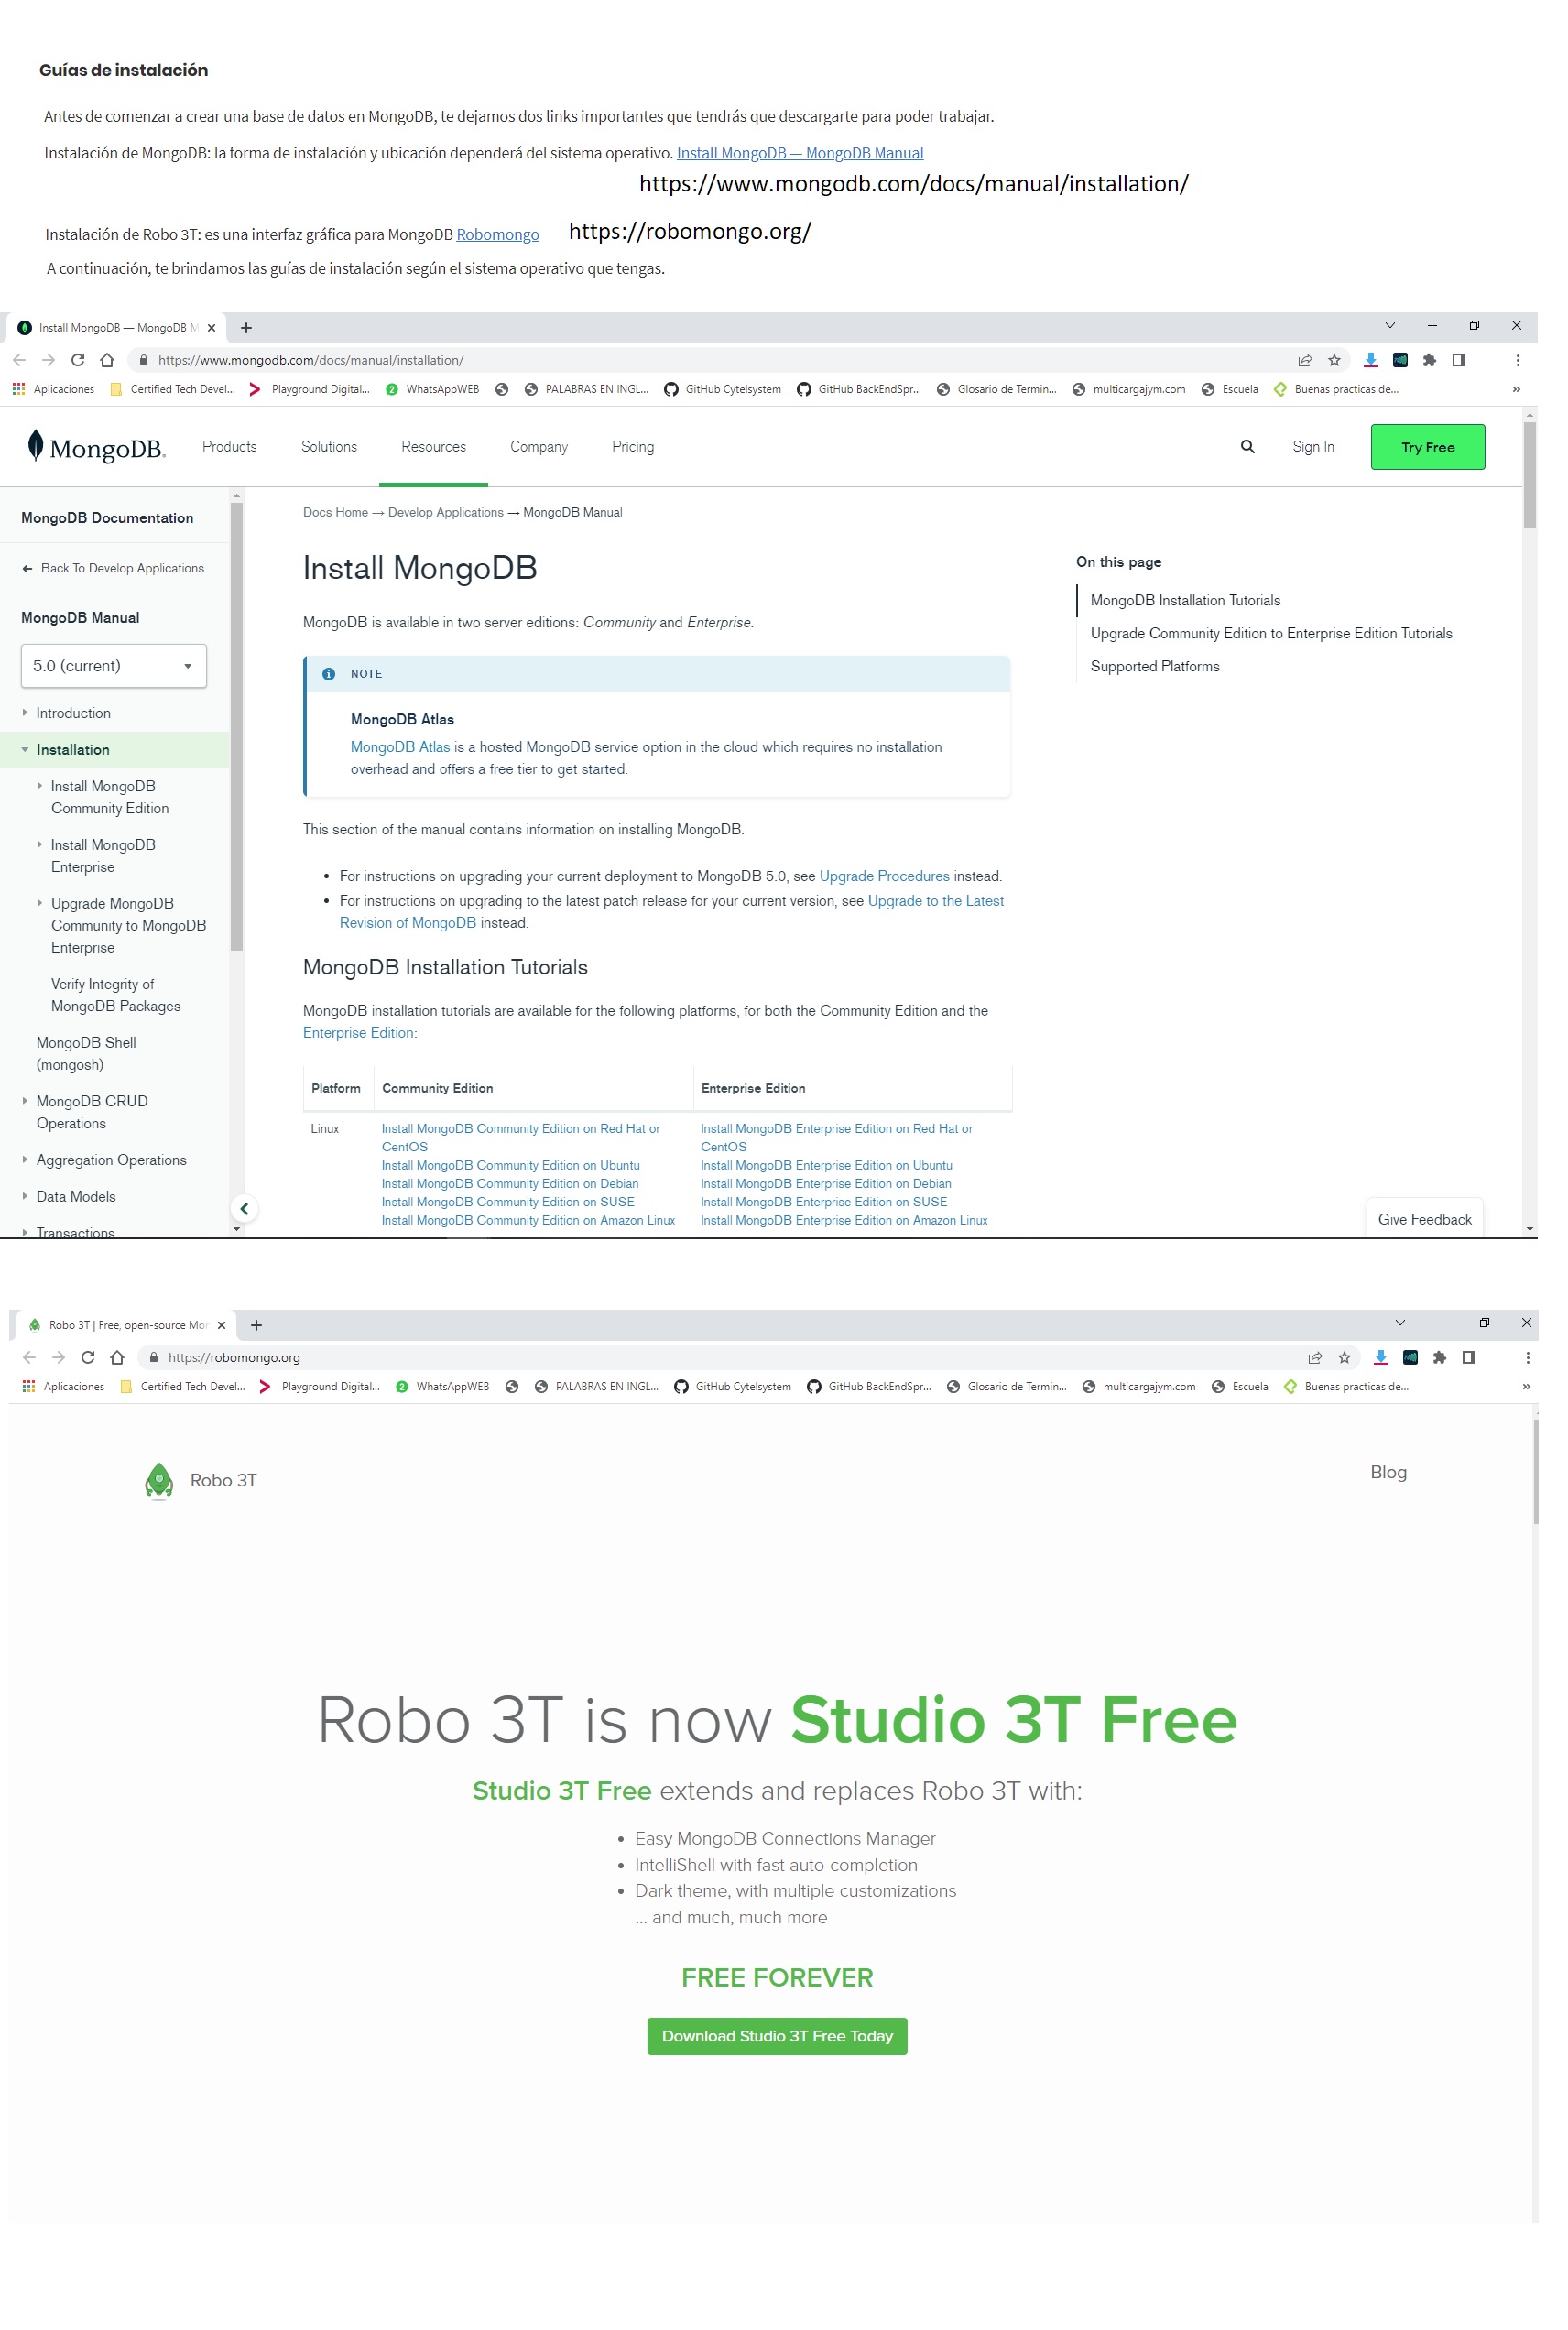 Guías de instalación
Antes de comenzar a crear una base de datos en MongoDB, te dejamos dos links importantes que tendrás que descargarte para poder trabajar.
Instalación de MongoDB: la forma de instalación y ubicación dependerá del sistema operativo. Install MongoDB — MongoDB Manual
https://www.mongodb.com/docs/manual/installation/
Instalación de Robo 3T: es una interfaz gráfica para MongoDB Robomongo https://robomongo.org/
A continuación, te brindamos las guías de instalación según el sistema operativo que tengas.
Install MongoDB — MongoDB M
https://www.mongodb.com/docs/manual/installation/
Aplicaciones Certified Tech Devel... Playground Digital... WhatsAppWEB PALABRAS EN INGL... GitHub Cytelsystem GitHub BackEndSpr... Glosario de Termin... multicargajym.com Escuela Buenas practicas de... »
MongoDB. Products Solutions Resources Company Pricing Sign In Try Free
MongoDB Documentation
← Back To Develop Applications
MongoDB Manual
5.0 (current)
Introduction
Installation
Install MongoDB
Community Edition
Install MongoDB
Enterprise
Upgrade MongoDB
Community to MongoDB
Enterprise
Verify Integrity of
MongoDB Packages
MongoDB Shell
(mongosh)
MongoDB CRUD
Operations
Aggregation Operations
Data Models
Transactions
Docs Home → Develop Applications → MongoDB Manual
Install MongoDB
MongoDB is available in two server editions: Community and Enterprise.
NOTE
MongoDB Atlas
MongoDB Atlas is a hosted MongoDB service option in the cloud which requires no installation
overhead and offers a free tier to get started.
This section of the manual contains information on installing MongoDB.
• For instructions on upgrading your current deployment to MongoDB 5.0, see Upgrade Procedures instead.
• For instructions on upgrading to the latest patch release for your current version, see Upgrade to the Latest
Revision of MongoDB instead.
MongoDB Installation Tutorials
MongoDB installation tutorials are available for the following platforms, for both the Community Edition and the
Enterprise Edition:
Platform Community Edition Enterprise Edition
Linux Install MongoDB Community Edition on Red Hat or Install MongoDB Enterprise Edition on Red Hat or
CentOS CentOS
Install MongoDB Community Edition on Ubuntu Install MongoDB Enterprise Edition on Ubuntu
Install MongoDB Community Edition on Debian Install MongoDB Enterprise Edition on Debian
Install MongoDB Community Edition on SUSE Install MongoDB Enterprise Edition on SUSE
Install MongoDB Community Edition on Amazon Linux Install MongoDB Enterprise Edition on Amazon Linux
On this page
MongoDB Installation Tutorials
Upgrade Community Edition to Enterprise Edition Tutorials
Supported Platforms
Give Feedback
Robo 3T | Free, open-source Mon
https://robomongo.org
Aplicaciones Certified Tech Devel... Playground Digital... WhatsAppWEB PALABRAS EN INGL... GitHub Cytelsystem GitHub BackEndSpr... Glosario de Termin... multicargajym.com Escuela Buenas practicas de... »
Robo 3T Blog
Robo 3T is now Studio 3T Free
Studio 3T Free extends and replaces Robo 3T with:
• Easy MongoDB Connections Manager
• IntelliShell with fast auto-completion
• Dark theme, with multiple customizations
... and much, much more
FREE FOREVER
Download Studio 3T Free Today